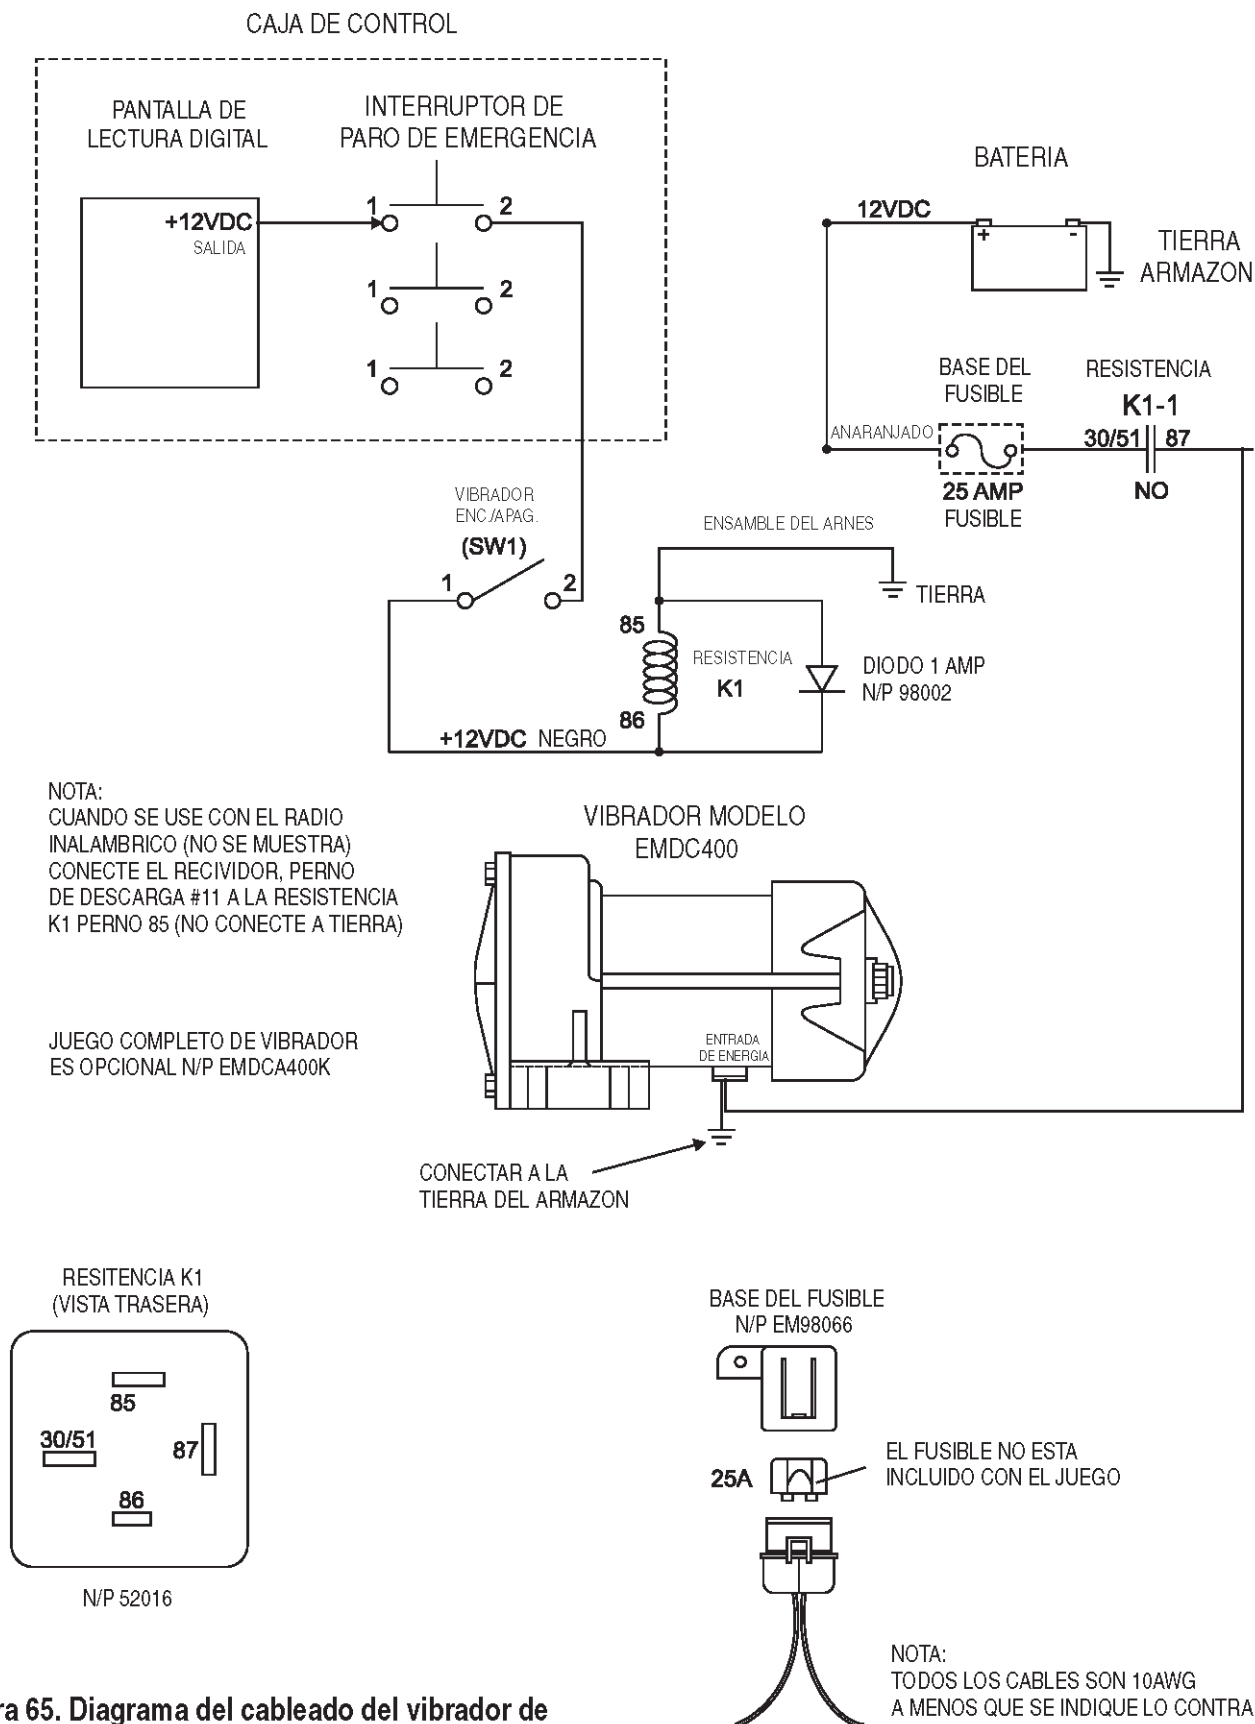 CAJA DE CONTROL
PANTALLA DE
LECTURA DIGITAL
INTERRUPTOR DE
PARO DE EMERGENCIA
+12VDC
SALIDA
1 2
1 2
1 2
BATERIA
12VDC
+ -
TIERRA
ARMAZON
BASE DEL
FUSIBLE
RESISTENCIA
K1-1
ANARANJADO
30/51 87
25 AMP
FUSIBLE
NO
VIBRADOR
ENC./APAG.
(SW1)
1 2
ENSAMBLE DEL ARNES
TIERRA
85
RESISTENCIA
K1
86
DIODO 1 AMP
N/P 98002
+12VDC NEGRO
NOTA:
CUANDO SE USE CON EL RADIO
INALAMBRICO (NO SE MUESTRA)
CONECTE EL RECIVIDOR, PERNO
DE DESCARGA #11 A LA RESISTENCIA
K1 PERNO 85 (NO CONECTE A TIERRA)
VIBRADOR MODELO
EMDC400
JUEGO COMPLETO DE VIBRADOR
ES OPCIONAL N/P EMDCA400K
ENTRADA
DE ENERGIA
CONECTAR A LA
TIERRA DEL ARMAZON
RESITENCIA K1
(VISTA TRASERA)
85
30/51
87
86
N/P 52016
BASE DEL FUSIBLE
N/P EM98066
25A
EL FUSIBLE NO ESTA
INCLUIDO CON EL JUEGO
NOTA:
TODOS LOS CABLES SON 10AWG
A MENOS QUE SE INDIQUE LO CONTRA
ra 65. Diagrama del cableado del vibrador de